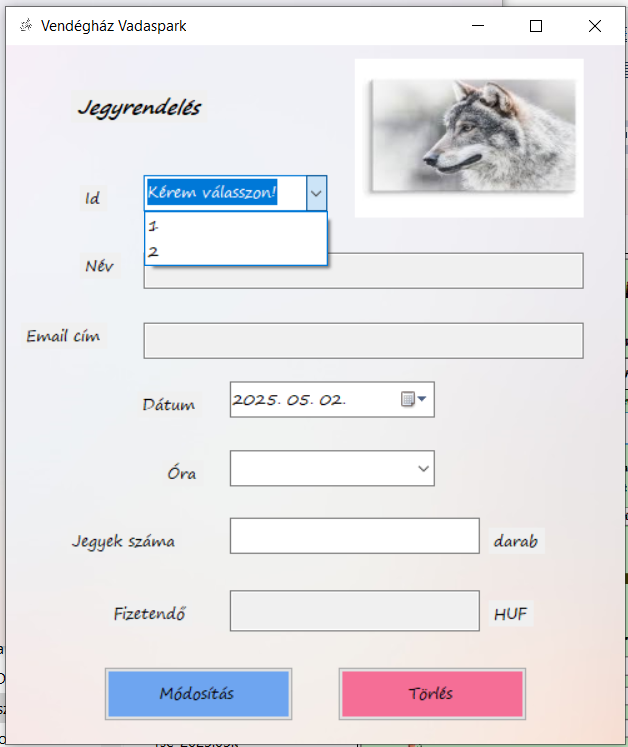 Vendégház Vadaspark
Jegyrendelés
Id
Kérem válasszon!
1
2
Név
Email cím
Dátum
2025. 05. 02.
Óra
Jegyek száma
darab
Fizetendő
HUF
Módosítás
Törlés